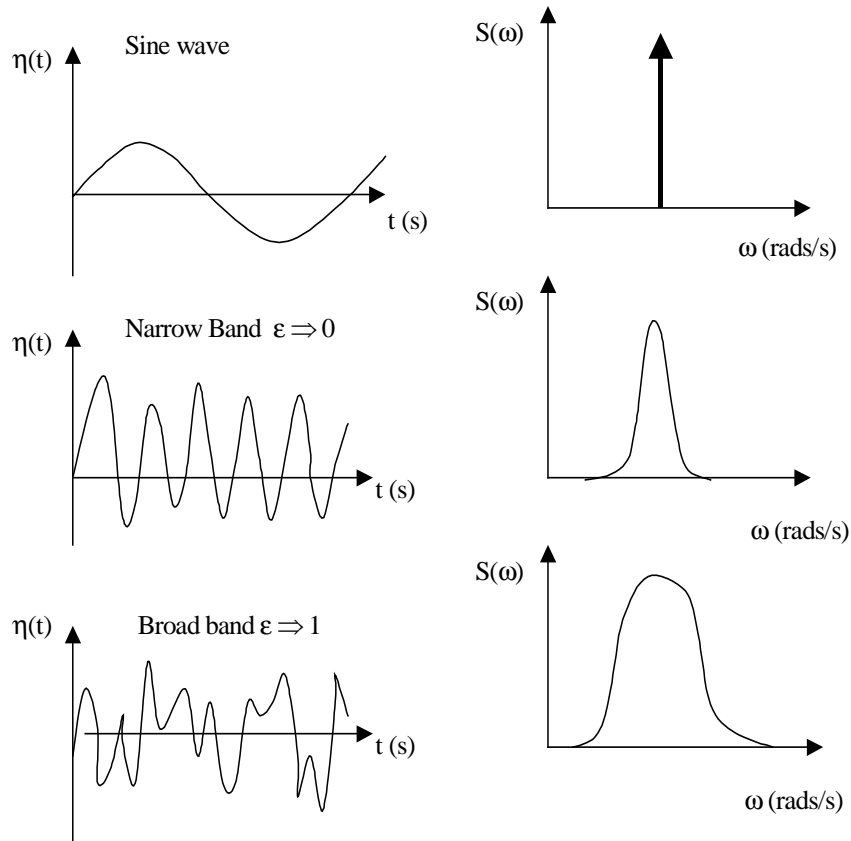 Sine wave
η(t)
t (s)
S(ω)
ω (rads/s)
Narrow Band ε ⇒ 0
η(t)
t (s)
S(ω)
ω (rads/s)
Broad band ε ⇒ 1
η(t)
t (s)
S(ω)
ω (rads/s)